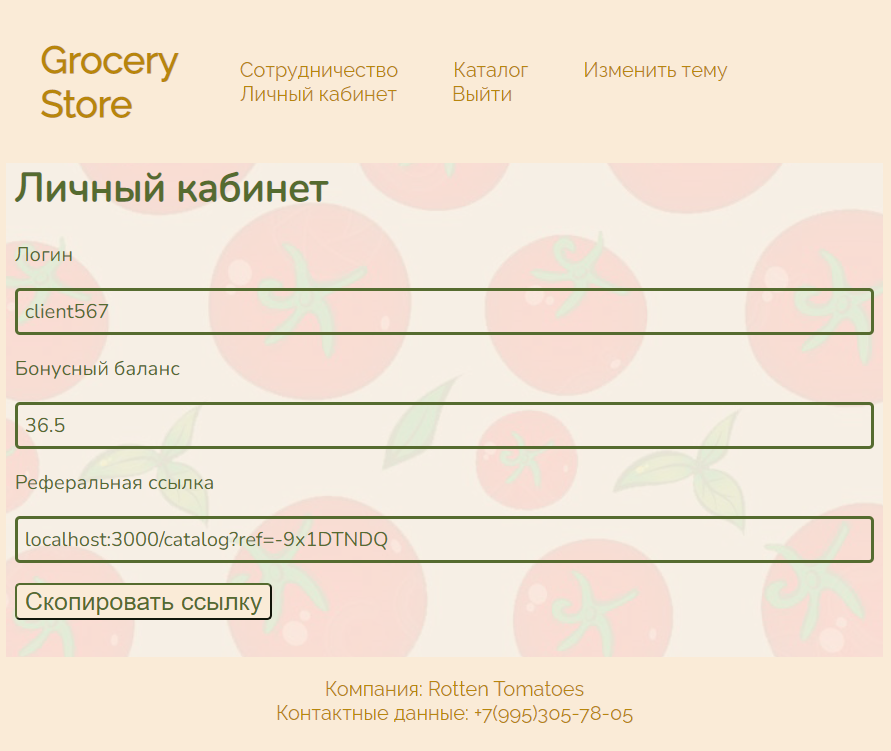 Grocery
Store
Сотрудничество Каталог Изменить тему
Личный кабинет Выйти
Личный кабинет
Логин
client567
Бонусный баланс
36.5
Реферальная ссылка
localhost:3000/catalog?ref=-9x1DTNDQ
Скопировать ссылку
Компания: Rotten Tomatoes
Контактные данные: +7(995)305-78-05